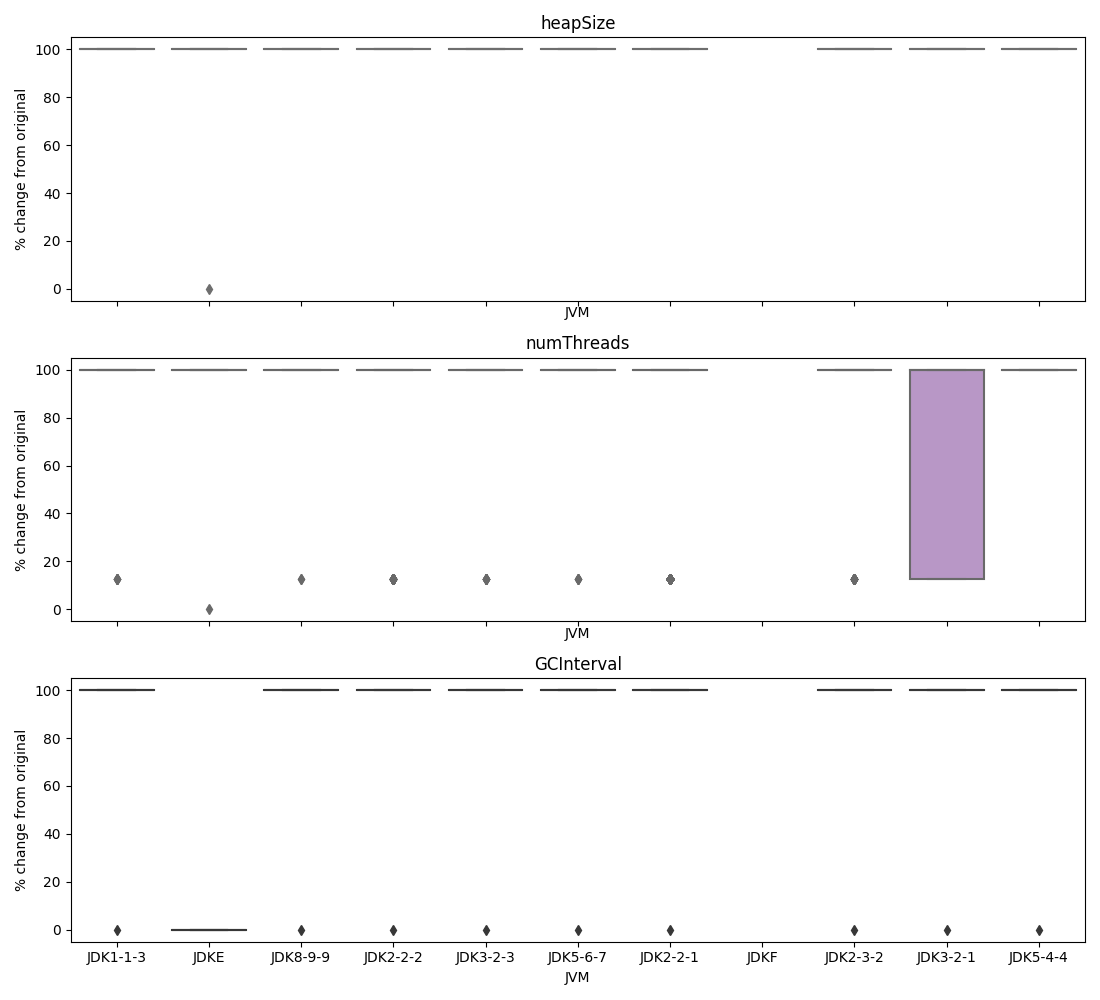 heapSize
% change from original
100
80
60
40
20
0
JVM
numThreads
% change from original
100
80
60
40
20
0
JVM
GCInterval
% change from original
100
80
60
40
20
0
JDK1-1-3 JDKE JDK8-9-9 JDK2-2-2 JDK3-2-3 JDK5-6-7 JDK2-2-1 JDKF JDK2-3-2 JDK3-2-1 JDK5-4-4
JVM